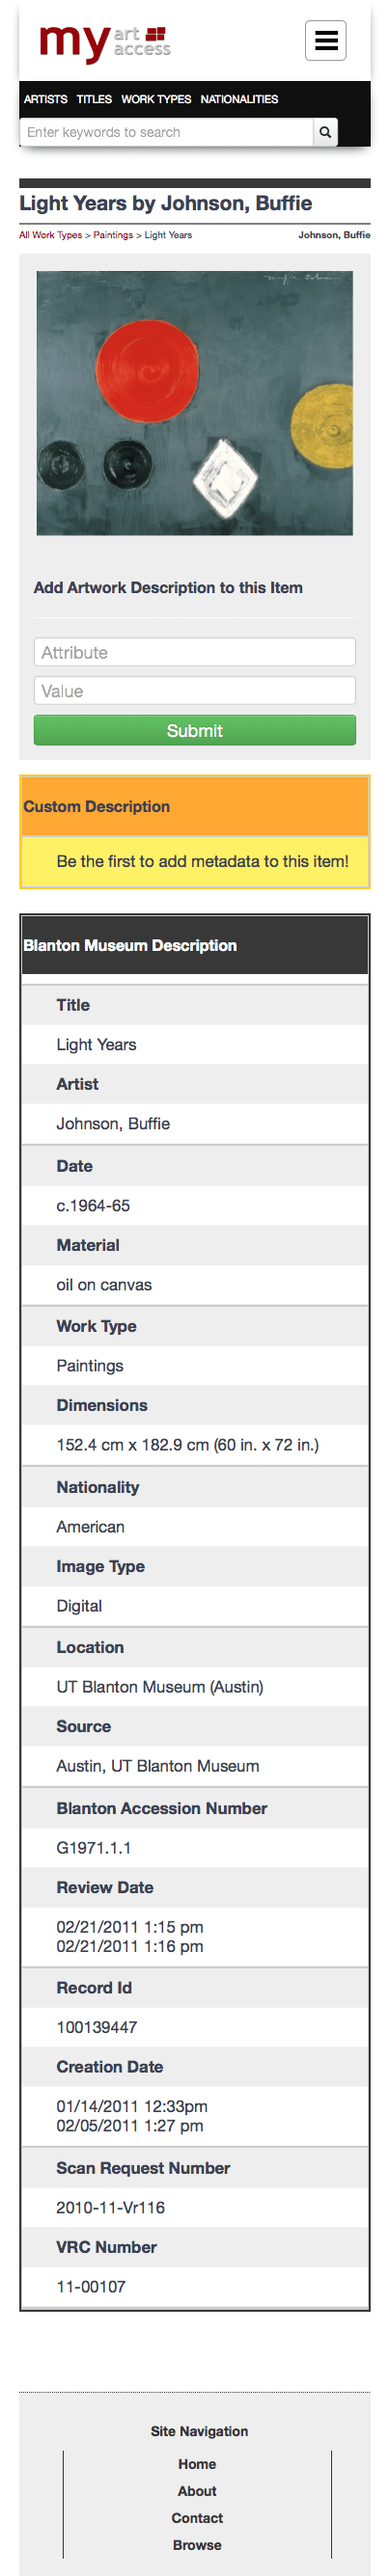 my art access
ARTISTS TITLES WORK TYPES NATIONALITIES
Enter keywords to search
Light Years by Johnson, Buffie
All Work Types > Paintings > Light Years
Johnson, Buffie
Add Artwork Description to this Item
Attribute
Value
Submit
Custom Description
Be the first to add metadata to this item!
Blanton Museum Description
Title
Light Years
Artist
Johnson, Buffie
Date
c.1964-65
Material
oil on canvas
Work Type
Paintings
Dimensions
152.4 cm x 182.9 cm (60 in. x 72 in.)
Nationality
American
Image Type
Digital
Location
UT Blanton Museum (Austin)
Source
Austin, UT Blanton Museum
Blanton Accession Number
G1971.1.1
Review Date
02/21/2011 1:15 pm
02/21/2011 1:16 pm
Record Id
100139447
Creation Date
01/14/2011 12:33pm
02/05/2011 1:27 pm
Scan Request Number
2010-11-Vr116
VRC Number
11-00107
Site Navigation
Home
About
Contact
Browse